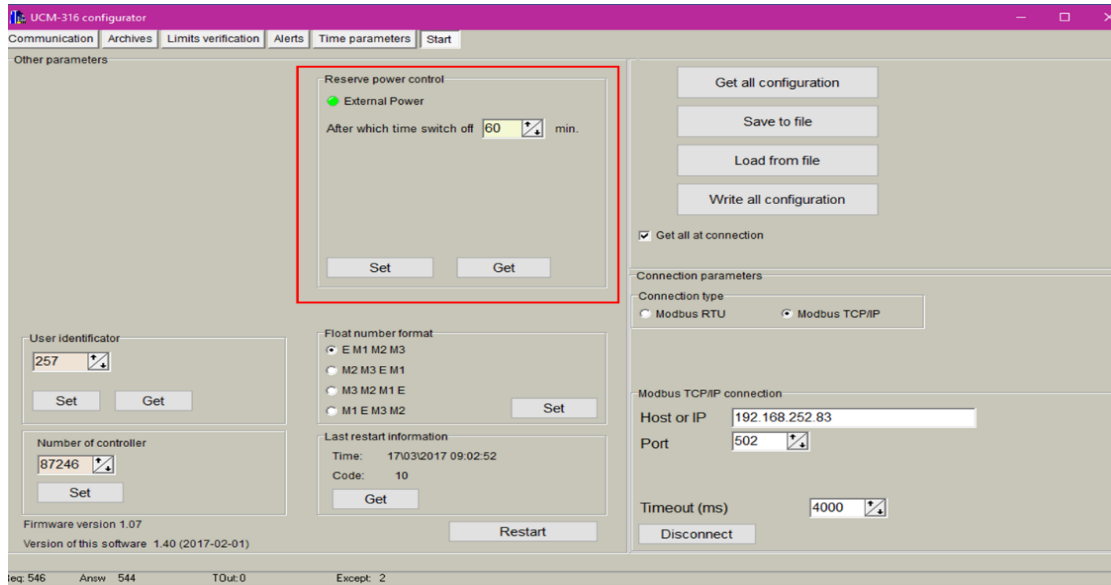 UCM-316 configurator
Communication Archives Limits verification Alerts Time parameters Start
Other parameters
Reserve power control
External Power
After which time switch off 60 min.
Set Get
User identificator
257
Set Get
Number of controller
87246
Set
Firmware version 1.07
Version of this software 1.40 (2017-02-01)
Float number format
E M1 M2 M3
M2 M3 E M1
M3 M2 M1 E
M1 E M3 M2
Set
Last restart information
Time: 17\03\2017 09:02:52
Code: 10
Get
Restart
Get all configuration
Save to file
Load from file
Write all configuration
Get all at connection
Connection parameters
Connection type
Modbus RTU Modbus TCP/IP
Modbus TCP/IP connection
Host or IP 192.168.252.83
Port 502
Timeout (ms) 4000
Disconnect
Req: 546 Answ 544 TOut:0 Except: 2